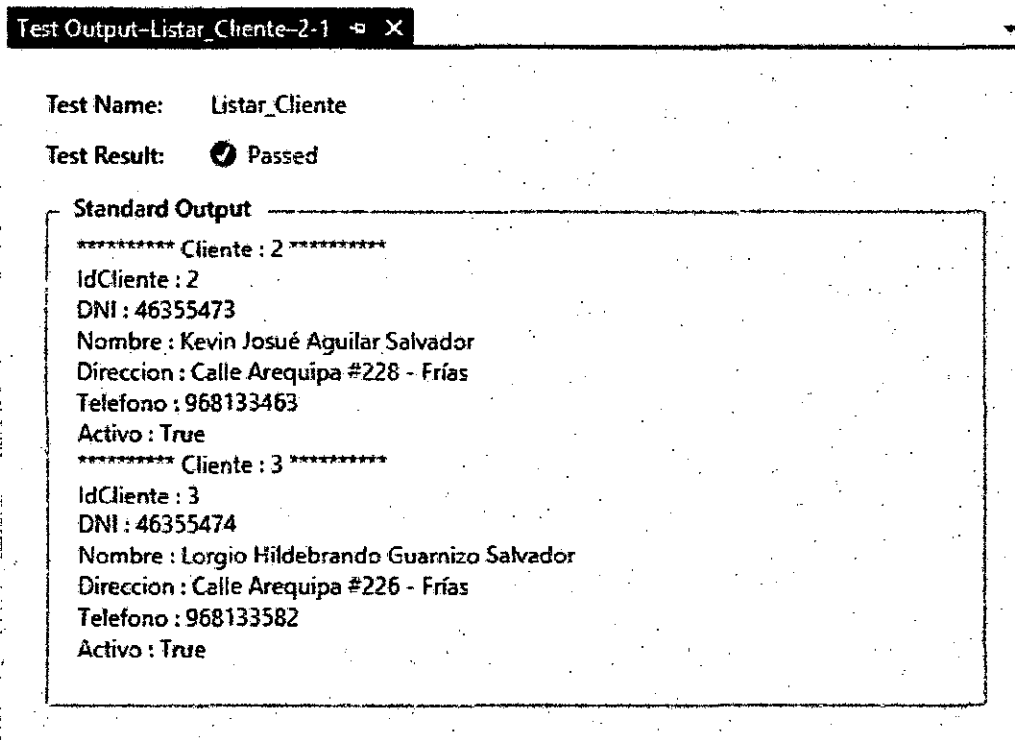 Test Output-Listar_Cliente-2-1
Test Name: Listar_Cliente
Test Result: Passed
Standard Output
********** Cliente : 2 **********
IdCliente : 2
DNI : 46355473
Nombre : Kevin Josué Aguilar Salvador
Direccion : Calle Arequipa #228 - Frías
Telefono : 968133463
Activo : True
********** Cliente : 3 **********
IdCliente : 3
DNI : 46355474
Nombre : Lorgio Hildebrando Guarnizo Salvador
Direccion : Calle Arequipa #226 - Frías
Telefono : 968133582
Activo : True